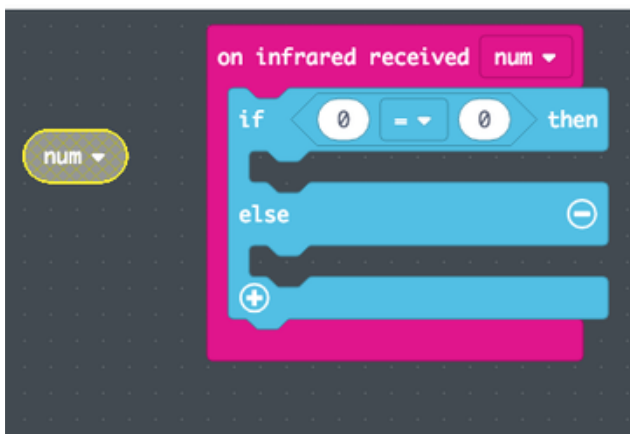 on infrared received num
if 0 = 0 then
num
else